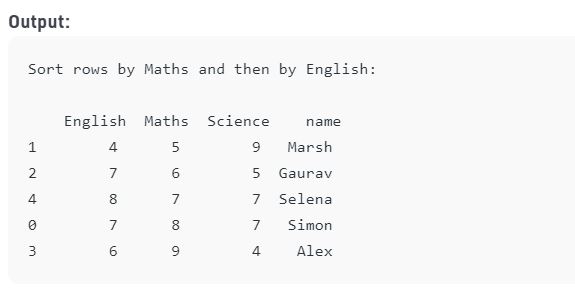 Output:
Sort rows by Maths and then by English:
English Maths Science name
1 4 5 9 Marsh
2 7 6 5 Gaurav
4 8 7 7 Selena
0 7 8 7 Simon
3 6 9 4 Alex